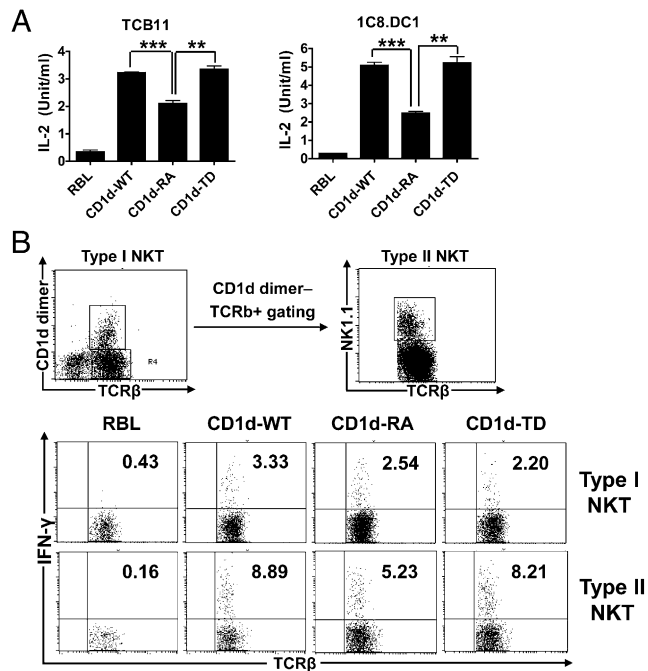 A
TCB11
1C8.DC1
*** **
*** **
IL-2 (Unit/ml)
4
3
2
1
0
RBL
CD1d-WT
CD1d-RA
CD1d-TD
IL-2 (Unit/ml)
6
5
4
3
2
1
0
RBL
CD1d-WT
CD1d-RA
CD1d-TD
B
Type I NKT
Type II NKT
CD1d dimer
TCRβ
R4
CD1d dimer–
TCRb+ gating
NK1.1
TCRβ
RBL CD1d-WT CD1d-RA CD1d-TD
IFN-γ
0.43 3.33 2.54 2.20
Type I
NKT
0.16 8.89 5.23 8.21
Type II
NKT
TCRβ